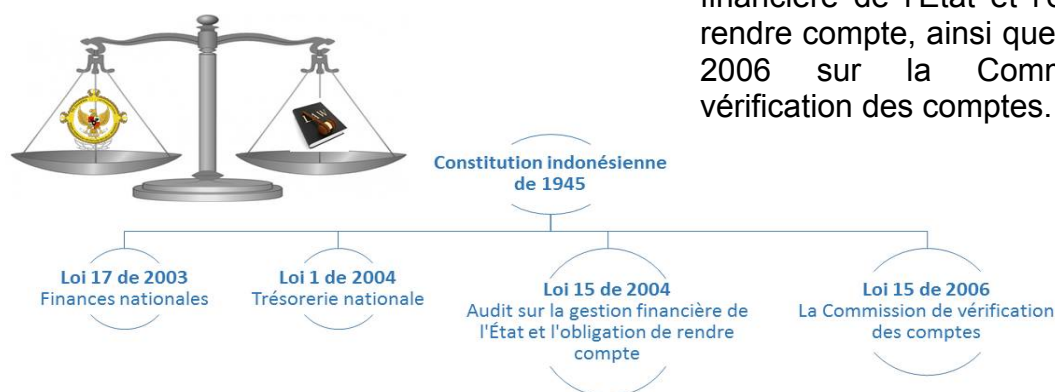 financière de l'État et l'o
rendre compte, ainsi que
2006 sur la Comm
vérification des comptes.
LAW
Constitution indonésienne
de 1945
Loi 17 de 2003
Finances nationales
Loi 1 de 2004
Trésorerie nationale
Loi 15 de 2004
Audit sur la gestion financière de
l'État et l'obligation de rendre
compte
Loi 15 de 2006
La Commission de vérification
des comptes